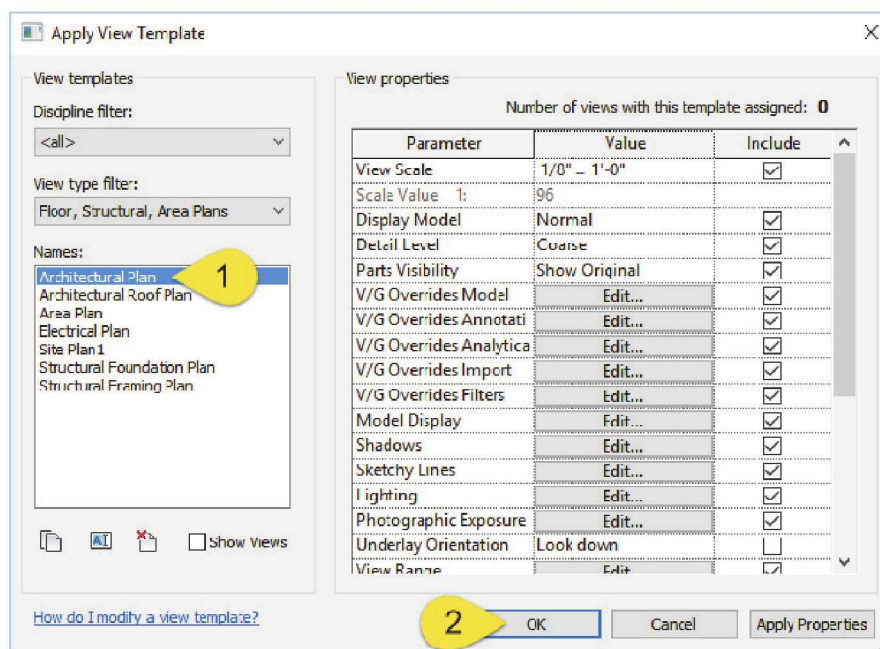 Apply View Template
View templates
Discipline filter:
<all>
View type filter:
Floor, Structural, Area Plans
Names:
Architectural Plan
1
Architectural Roof Plan
Area Plan
Electrical Plan
Site Plan1
Structural Foundation Plan
Structural Framing Plan
Show Views
How do I modify a view template?
View properties
Number of views with this template assigned: 0
Parameter Value Include
View Scale 1/8" = 1'-0"
Scale Value 1: 96
Display Model Normal
Detail Level Coarse
Parts Visibility Show Original
V/G Overrides Model Edit...
V/G Overrides Annotati Edit...
V/G Overrides Analytica Edit...
V/G Overrides Import Edit...
V/G Overrides Filters Edit...
Model Display Edit...
Shadows Edit...
Sketchy Lines Edit...
Lighting Edit...
Photographic Exposure Edit...
Underlay Orientation Look down
View Range Edit
2
OK Cancel Apply Properties